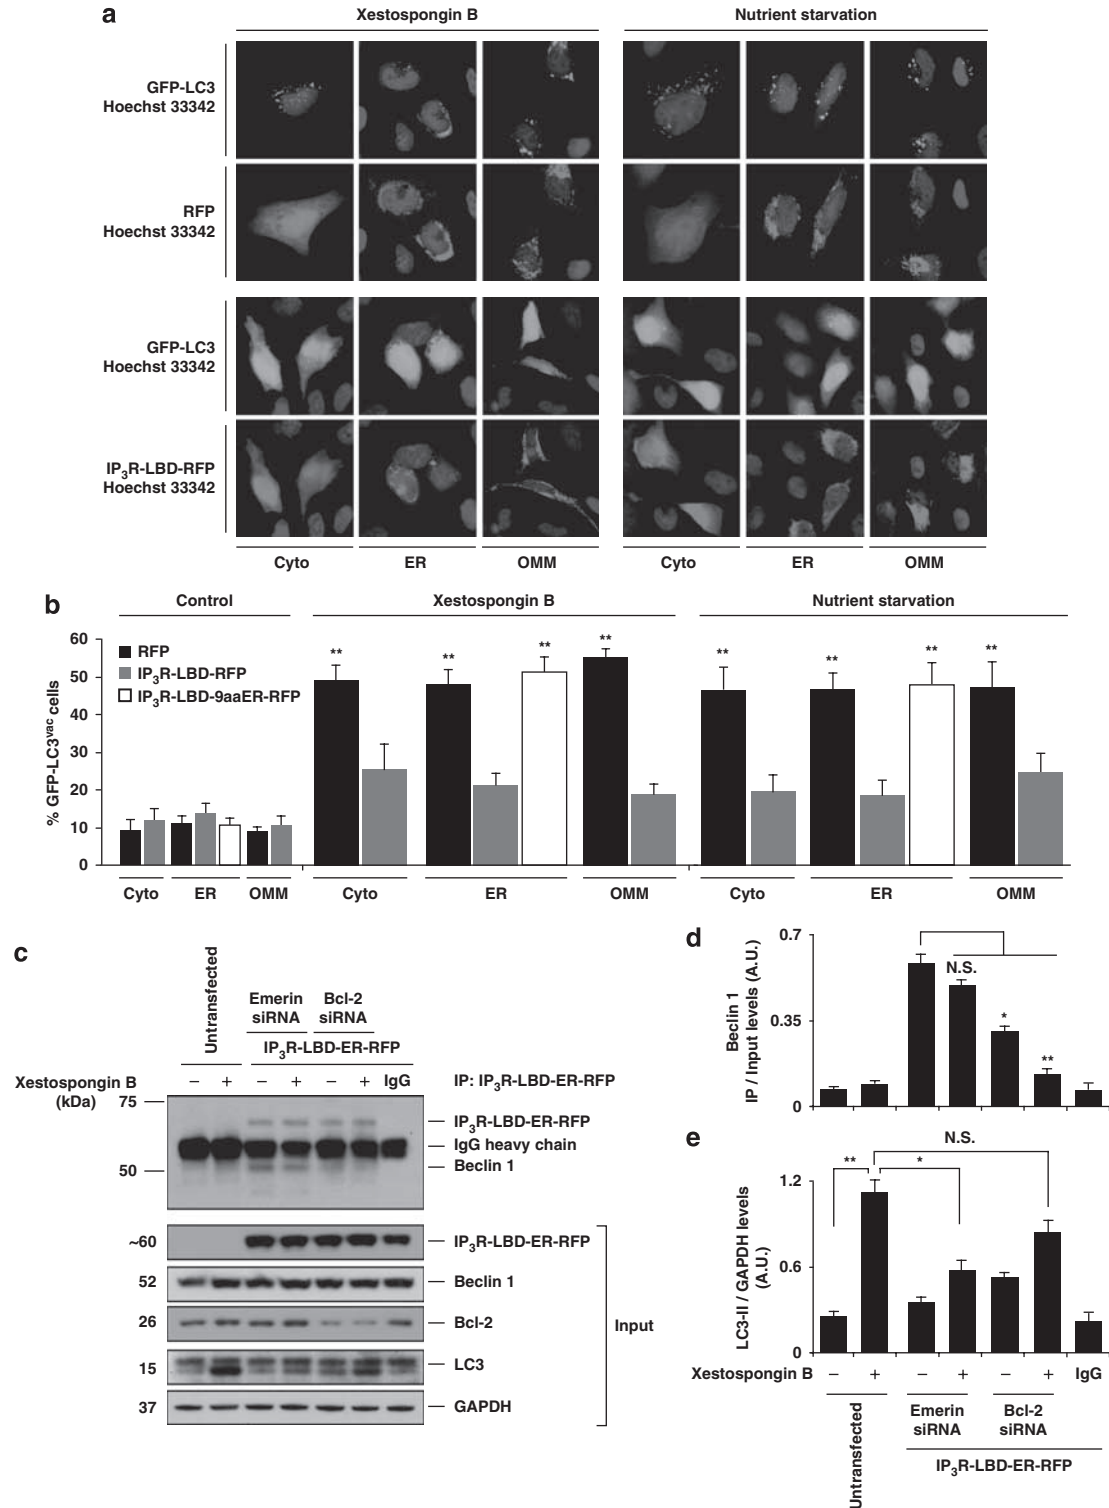 a
Xestospongin B
Nutrient starvation
GFP-LC3
Hoechst 33342
RFP
Hoechst 33342
GFP-LC3
Hoechst 33342
IP3R-LBD-RFP
Hoechst 33342
Cyto
ER
OMM
Cyto
ER
OMM
b
Control
Xestospongin B
Nutrient starvation
% GFP-LC3vac cells
60
50
40
30
20
10
0
RFP
IP3R-LBD-RFP
IP3R-LBD-9aaER-RFP
**
**
**
**
**
**
**
**
Cyto
ER
OMM
Cyto
ER
OMM
Cyto
ER
OMM
c
Untransfected
Emerin
siRNA
Bcl-2
siRNA
IP3R-LBD-ER-RFP
Xestospongin B
− + − + − + IgG
(kDa)
IP: IP3R-LBD-ER-RFP
75
50
IP3R-LBD-ER-RFP
IgG heavy chain
Beclin 1
~60
IP3R-LBD-ER-RFP
52
Beclin 1
26
Bcl-2
15
LC3
37
GAPDH
Input
d
Beclin 1
IP / Input levels (A.U.)
0.7
0.35
0
N.S.
*
**
e
LC3-II / GAPDH levels
(A.U.)
1.2
0.6
0
N.S.
**
*
Xestospongin B
− + − + − + IgG
Untransfected
Emerin
siRNA
Bcl-2
siRNA
IP3R-LBD-ER-RFP